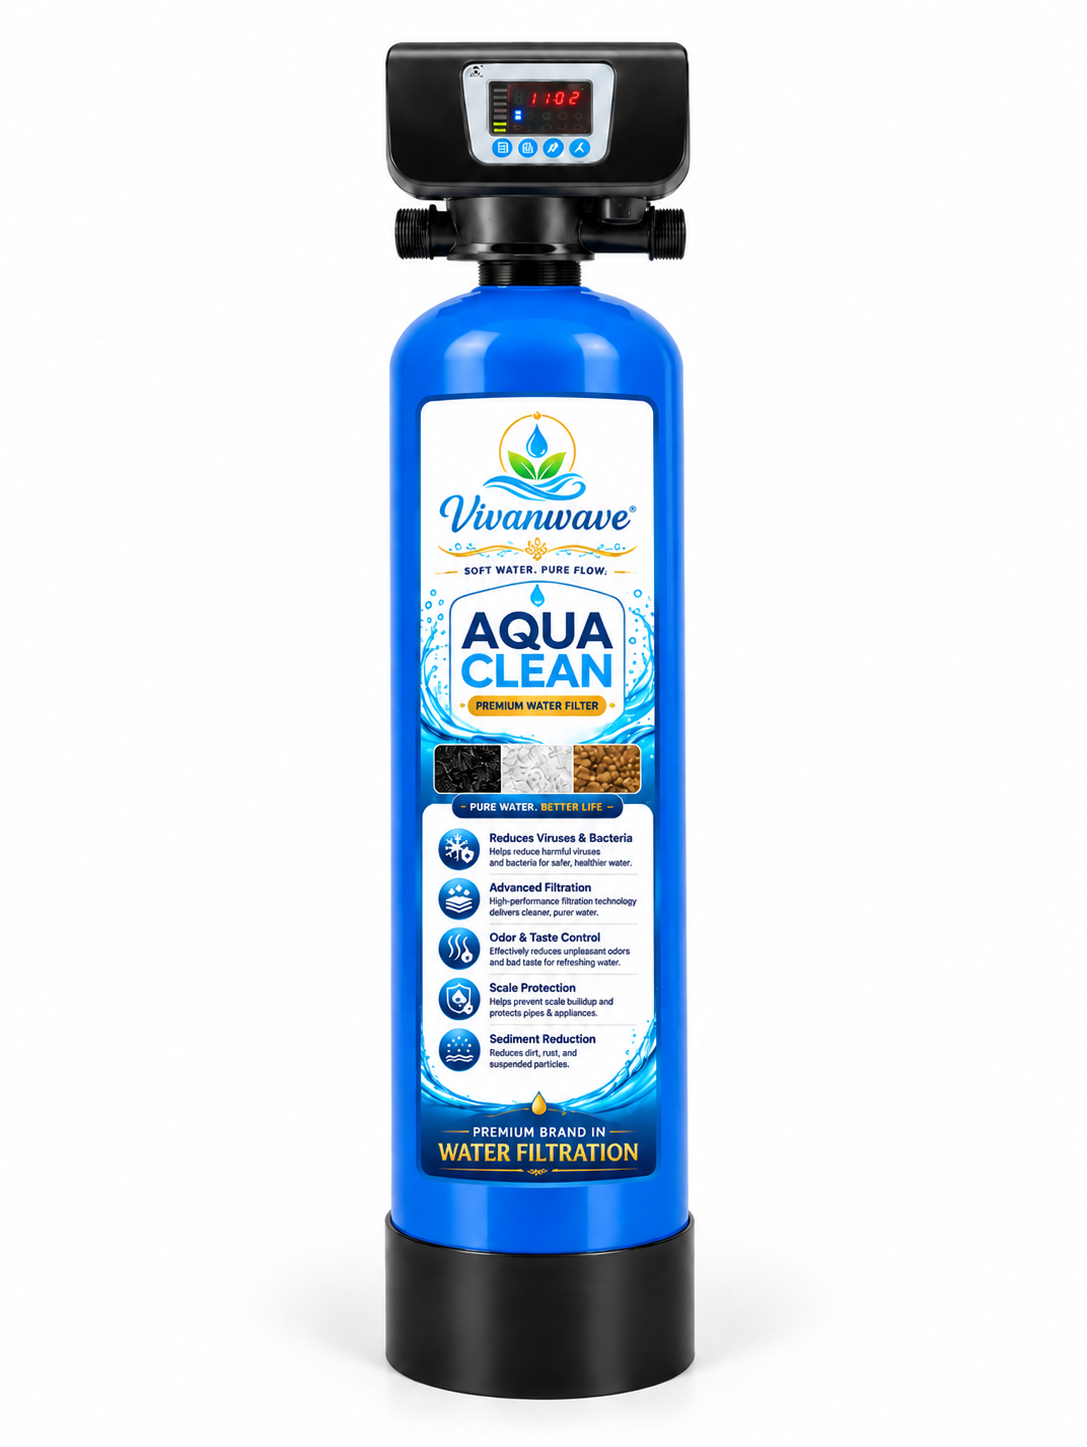 1102
Vivanwave®
SOFT WATER. PURE FLOW.
AQUA
CLEAN
PREMIUM WATER FILTER
PURE WATER. BETTER LIFE
Reduces Viruses & Bacteria
Helps reduce harmful viruses
and bacteria for safer, healthier water.
Advanced Filtration
High-performance filtration technology
delivers cleaner, purer water.
Odor & Taste Control
Effectively reduces unpleasant odors
and bad taste for refreshing water.
Scale Protection
Helps prevent scale buildup and
protects pipes & appliances.
Sediment Reduction
Reduces dirt, rust, and
suspended particles.
PREMIUM BRAND IN
WATER FILTRATION